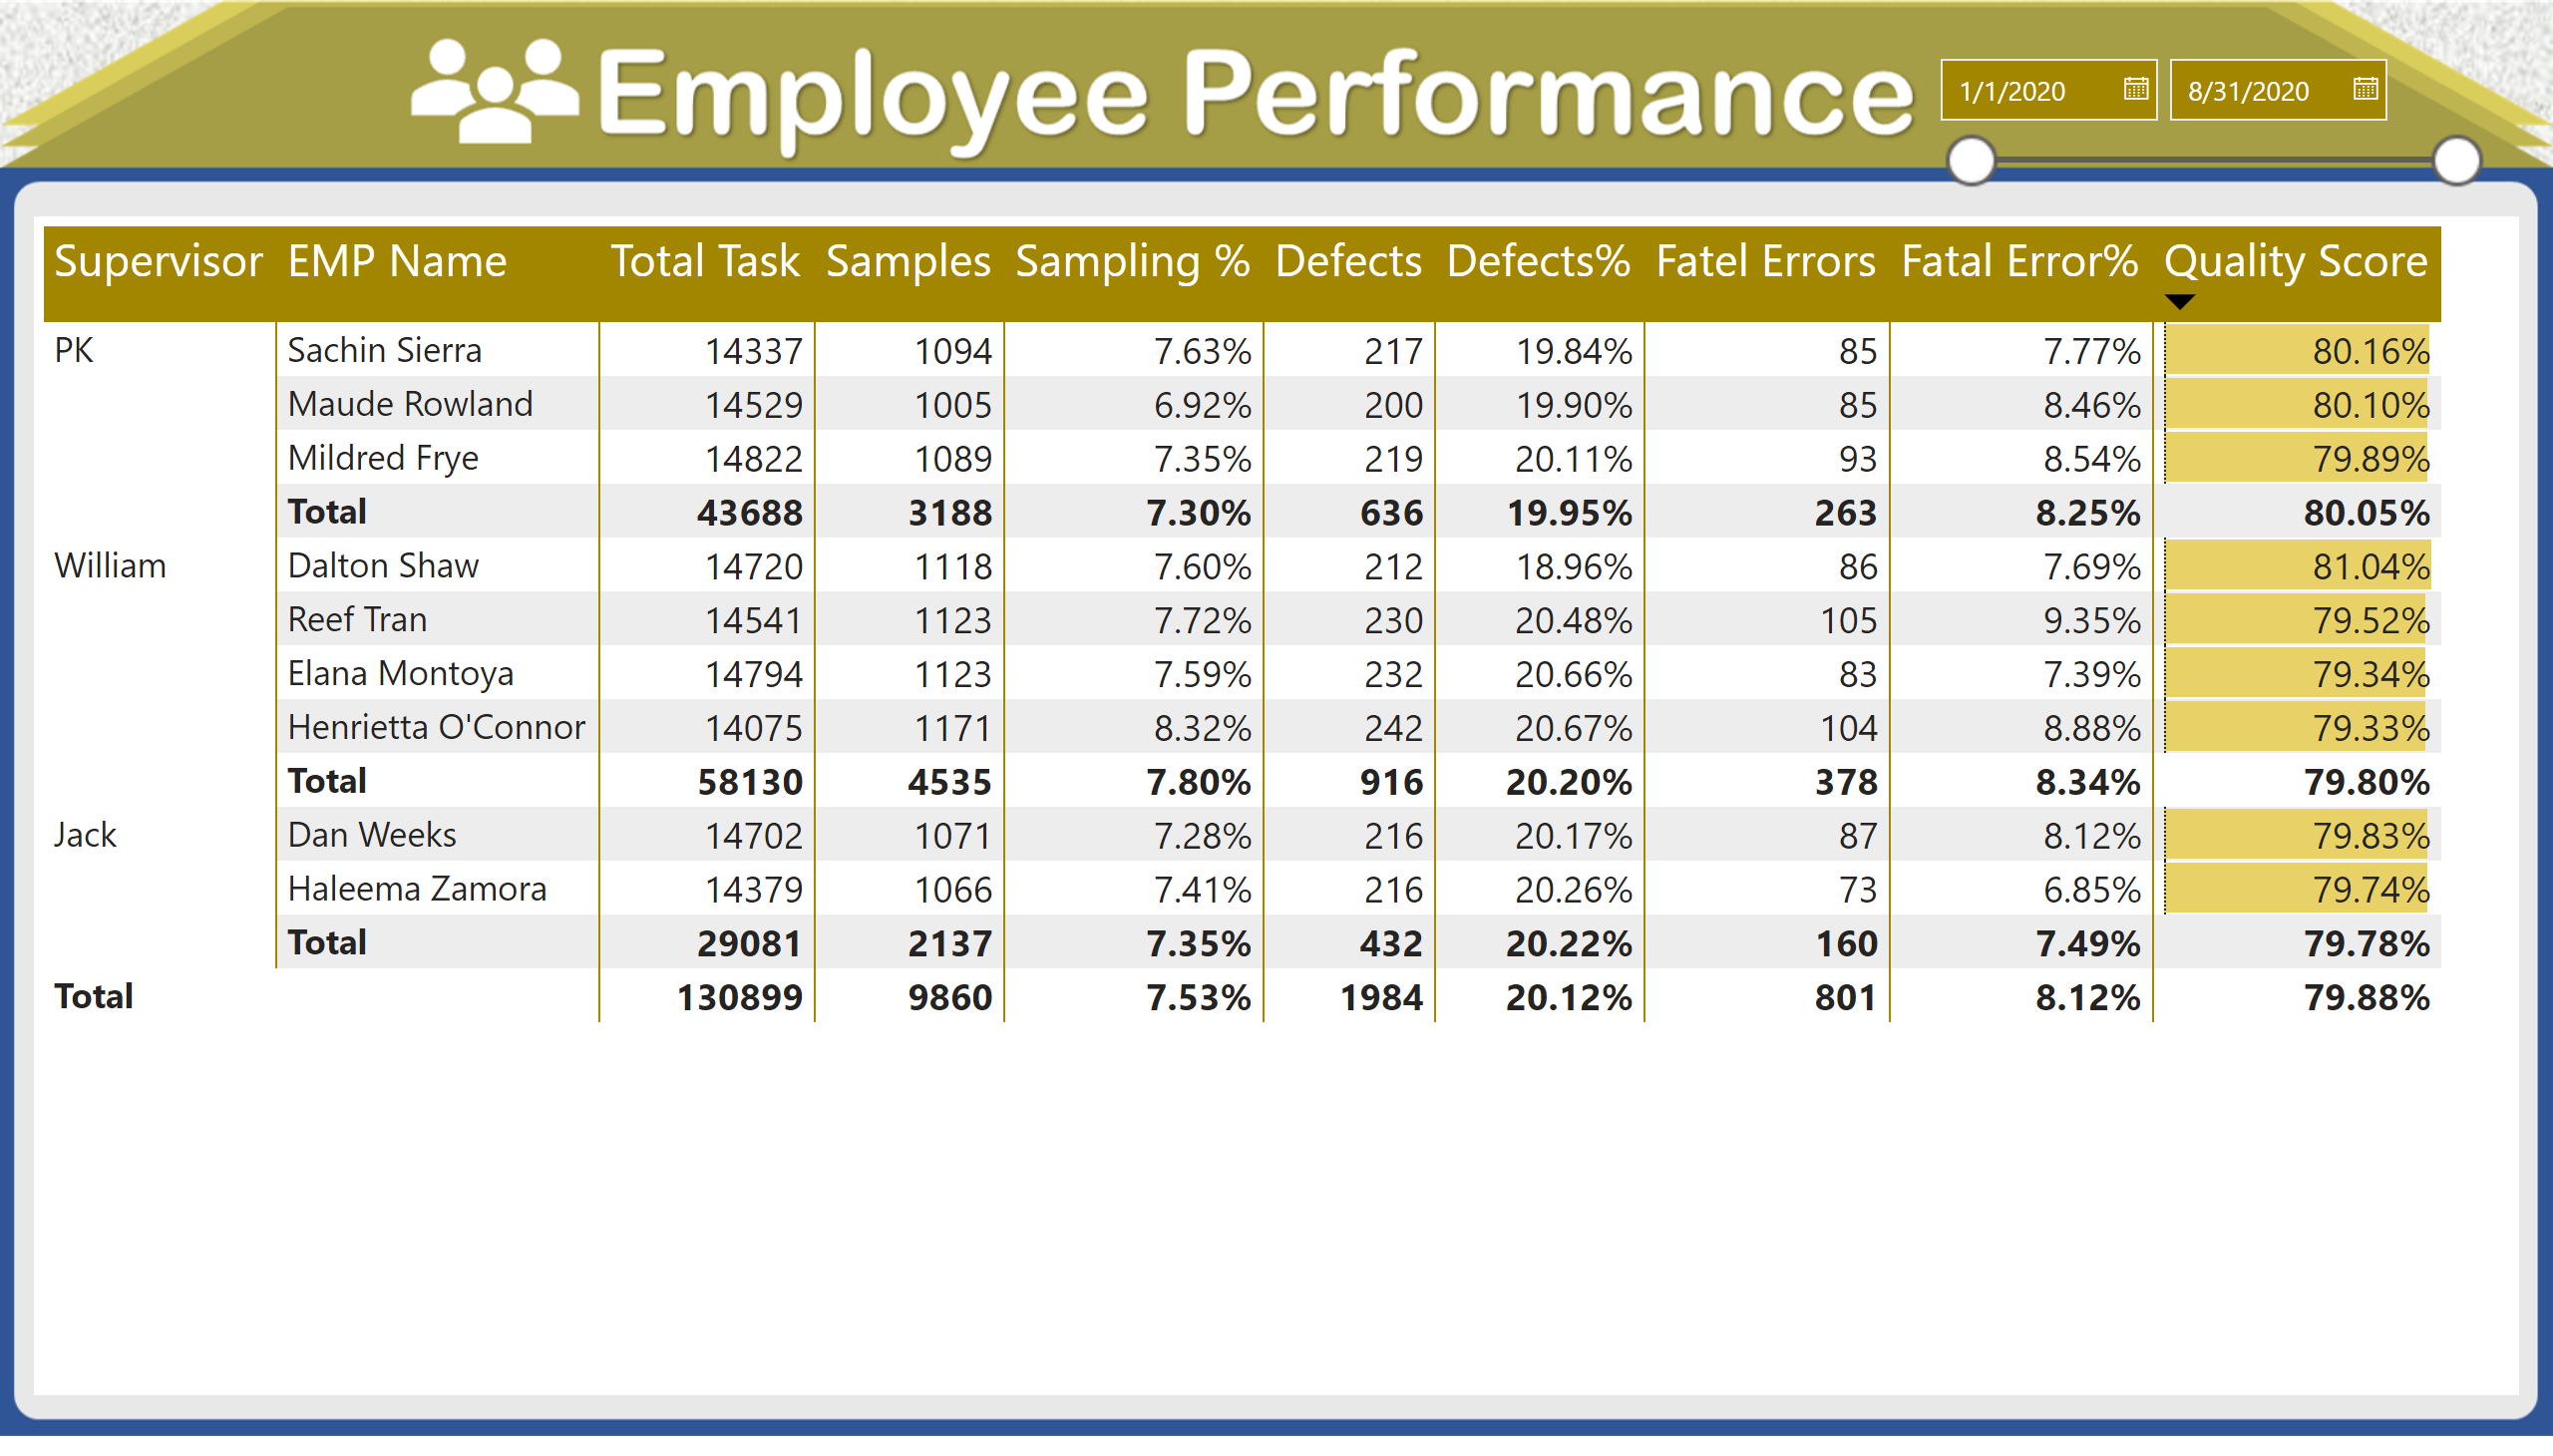 Employee Performance
1/1/2020 8/31/2020
Supervisor EMP Name Total Task Samples Sampling % Defects Defects% Fatel Errors Fatal Error% Quality Score
PK Sachin Sierra 14337 1094 7.63% 217 19.84% 85 7.77% 80.16%
Maude Rowland 14529 1005 6.92% 200 19.90% 85 8.46% 80.10%
Mildred Frye 14822 1089 7.35% 219 20.11% 93 8.54% 79.89%
Total 43688 3188 7.30% 636 19.95% 263 8.25% 80.05%
William Dalton Shaw 14720 1118 7.60% 212 18.96% 86 7.69% 81.04%
Reef Tran 14541 1123 7.72% 230 20.48% 105 9.35% 79.52%
Elana Montoya 14794 1123 7.59% 232 20.66% 83 7.39% 79.34%
Henrietta O'Connor 14075 1171 8.32% 242 20.67% 104 8.88% 79.33%
Total 58130 4535 7.80% 916 20.20% 378 8.34% 79.80%
Jack Dan Weeks 14702 1071 7.28% 216 20.17% 87 8.12% 79.83%
Haleema Zamora 14379 1066 7.41% 216 20.26% 73 6.85% 79.74%
Total 29081 2137 7.35% 432 20.22% 160 7.49% 79.78%
Total 130899 9860 7.53% 1984 20.12% 801 8.12% 79.88%